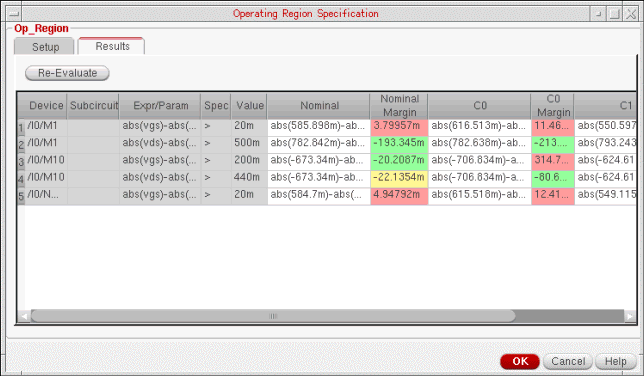 Operating Region Specification
Op_Region
Setup Results
Re-Evaluate
Device Subcircuit Expr/Param Spec Value Nominal Nominal Margin C0 C0 Margin C1
1 /I0/M1 abs(vgs)-abs(... > 20m abs(585.898m)-ab... 3.79957m abs(616.513m)-ab... 11.46... abs(550.597
2 /I0/M1 abs(vds)-abs(... > 500m abs(782.842m)-ab... -193.345m abs(782.638m)-ab... -213.... abs(793.243
3 /I0/M10 abs(vgs)-abs(... > 200m abs(-673.34m)-ab... -20.2087m abs(-706.834m)-a... 314.7... abs(-624.61
4 /I0/M10 abs(vds)-abs(... > 440m abs(-673.34m)-ab... -22.1354m abs(-706.834m)-a... -80.6... abs(-624.61
5 /I0/N... abs(vgs)-abs(... > 20m abs(584.7m)-abs(... 4.94792m abs(615.518m)-ab... 12.41... abs(549.115
OK Cancel Help